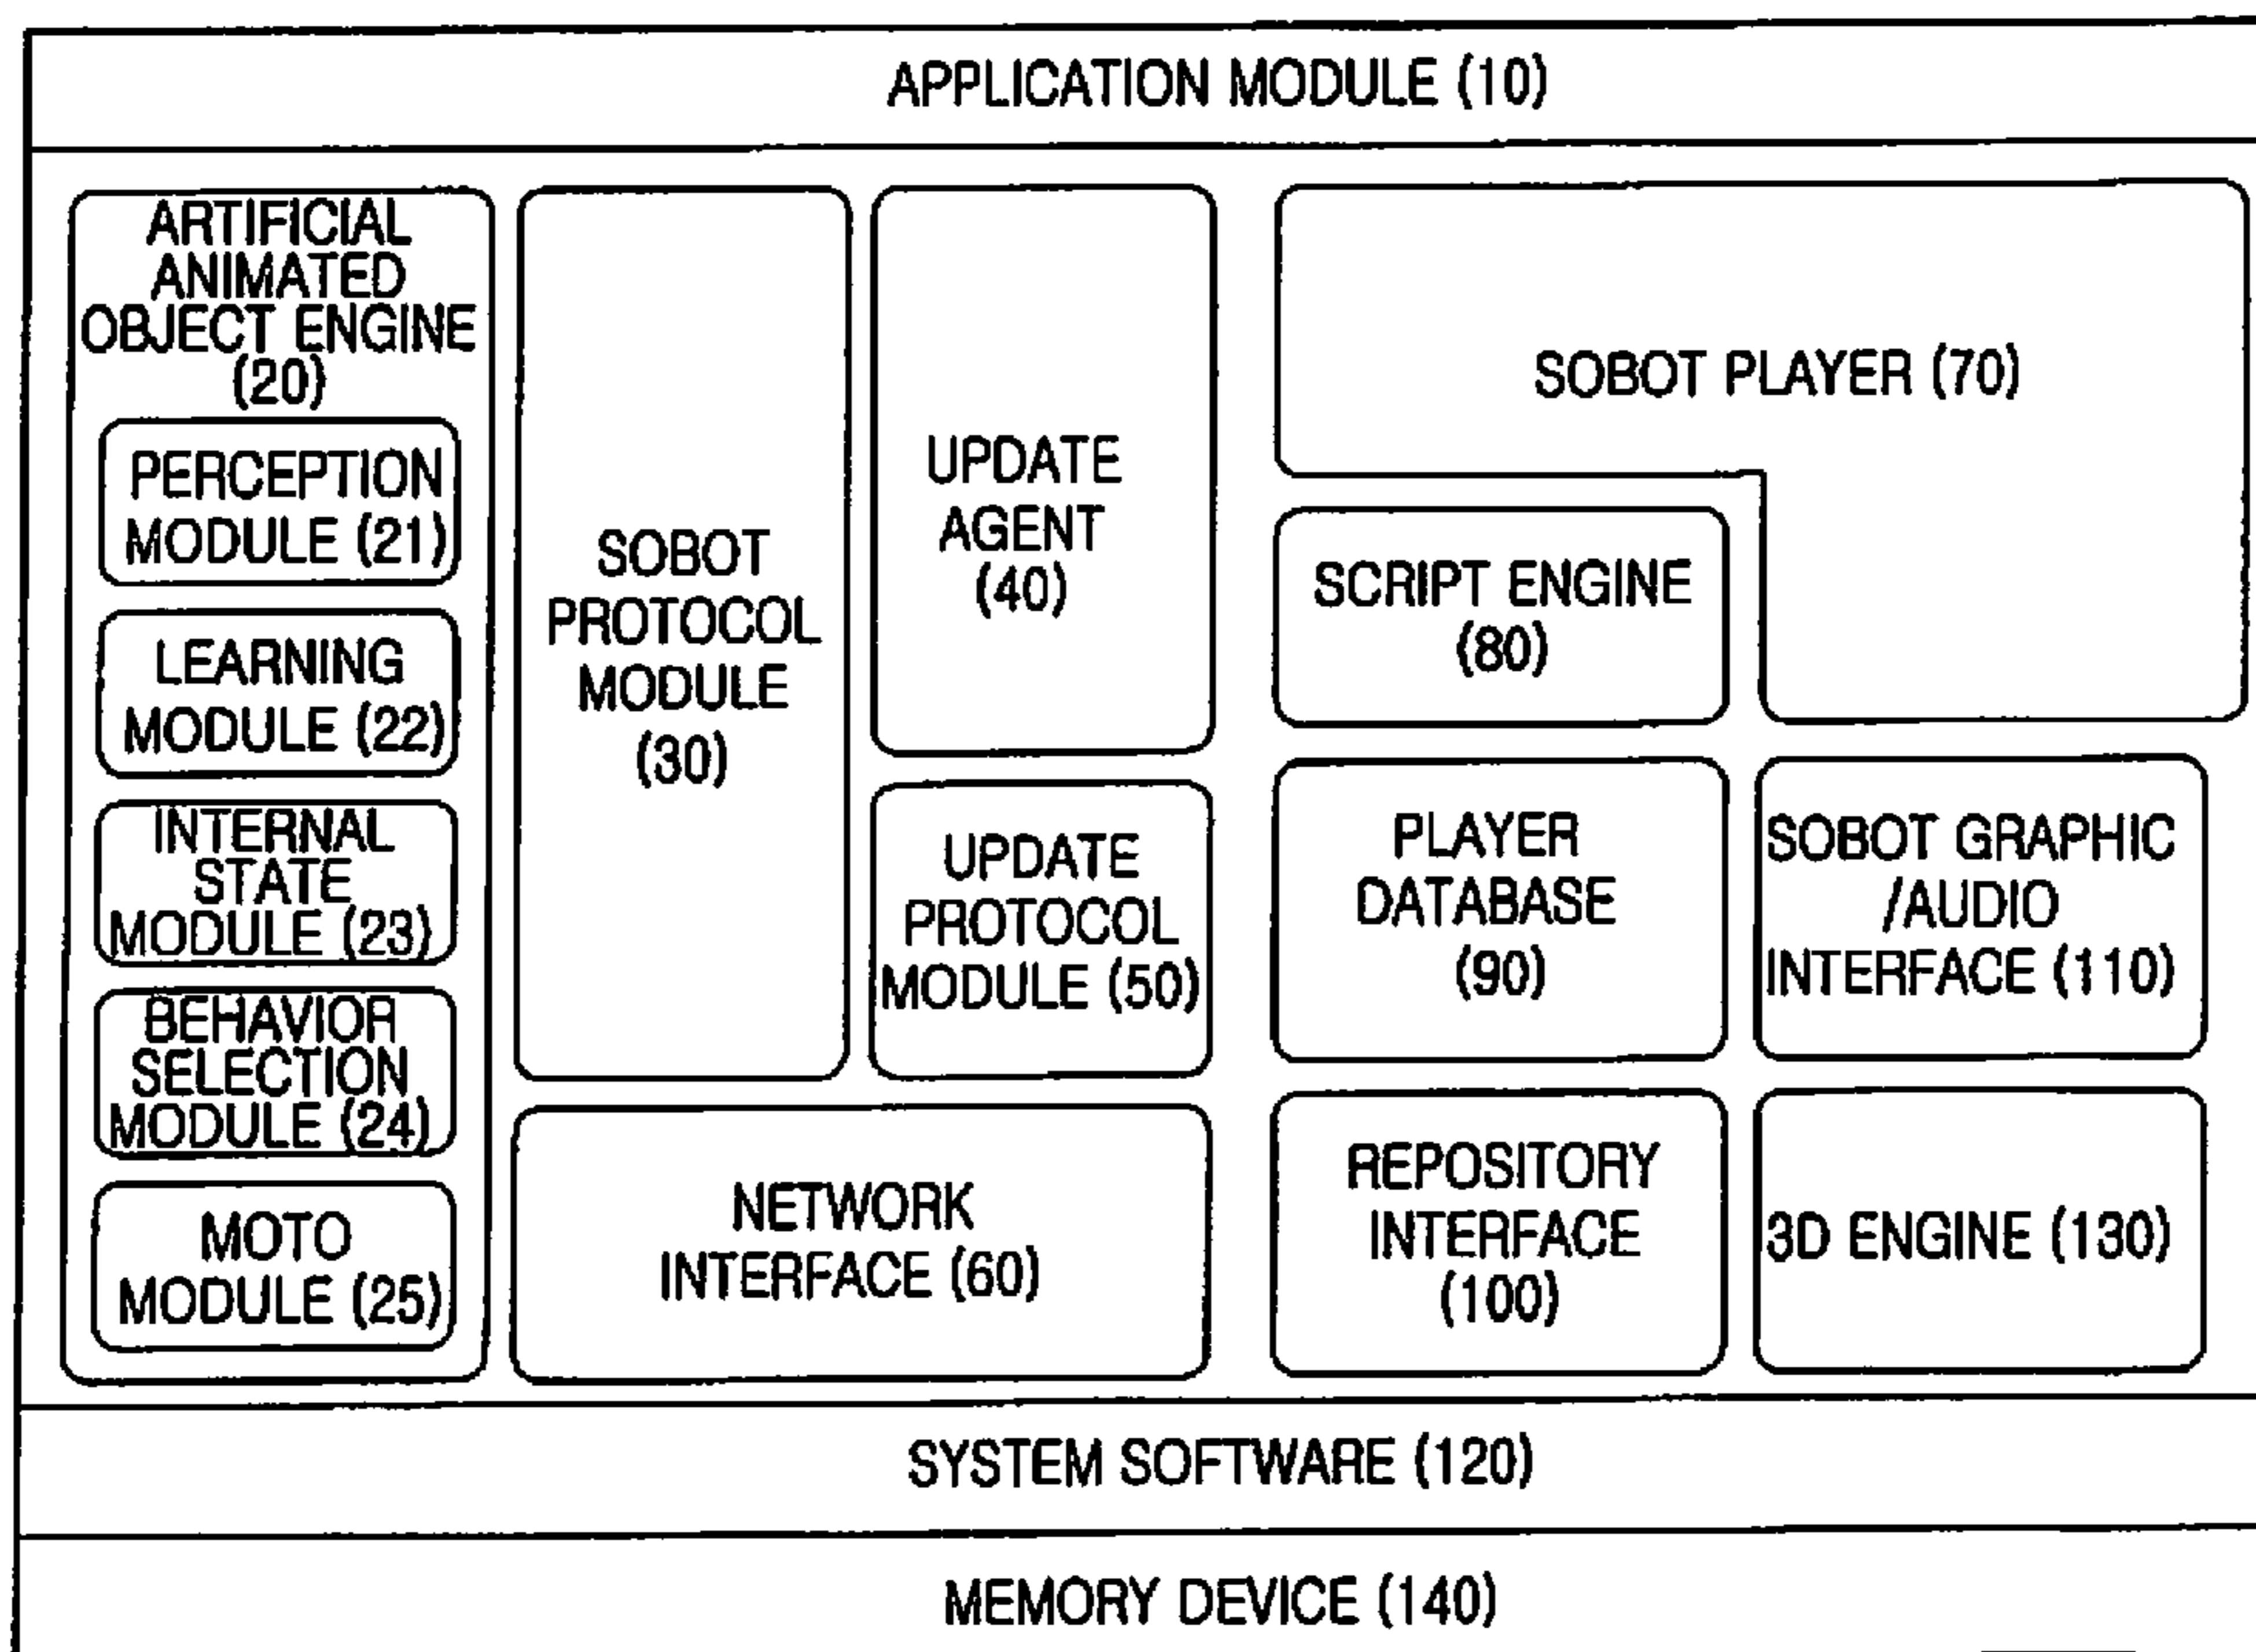 APPLICATION MODULE (10)
ARTIFICIAL
ANIMATED
OBJECT ENGINE
(20)
PERCEPTION
MODULE (21)
LEARNING
MODULE (22)
INTERNAL
STATE
MODULE (23)
BEHAVIOR
SELECTION
MODULE (24)
MOTO
MODULE (25)
SOBOT
PROTOCOL
MODULE
(30)
UPDATE
AGENT
(40)
UPDATE
PROTOCOL
MODULE (50)
NETWORK
INTERFACE (60)
SOBOT PLAYER (70)
SCRIPT ENGINE
(80)
PLAYER
DATABASE
(90)
SOBOT GRAPHIC
/AUDIO
INTERFACE (110)
REPOSITORY
INTERFACE
(100)
3D ENGINE (130)
SYSTEM SOFTWARE (120)
MEMORY DEVICE (140)